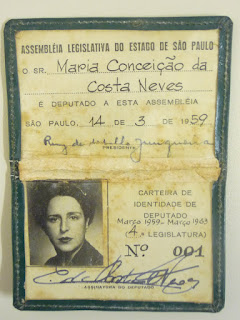 ASSEMBLÉIA LEGISLATIVA DO ESTADO DE SÃO PAULO
O SR. Maria Conceição da
Costa Neves
É DEPUTADO A ESTA ASSEMBLÉIA
SÃO PAULO, 14 DE 3 DE 1959
PRESIDENTE
CARTEIRA DE
IDENTIDADE DE
DEPUTADO
Março 1959 - Março 1963
(4.ª LEGISLATURA)
Nº 001
ASSINATURA DO DEPUTADO